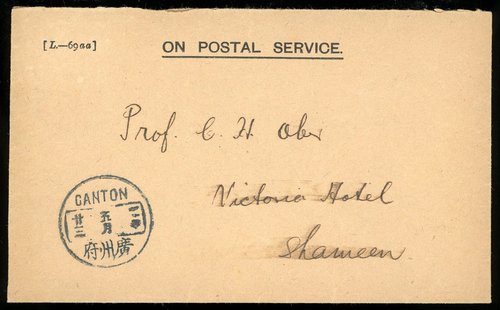 [L.—69aa]
ON POSTAL SERVICE.
Prof. C. H. Ober
Victoria Hotel
Shameen
CANTON
五月
廿三
廣州府